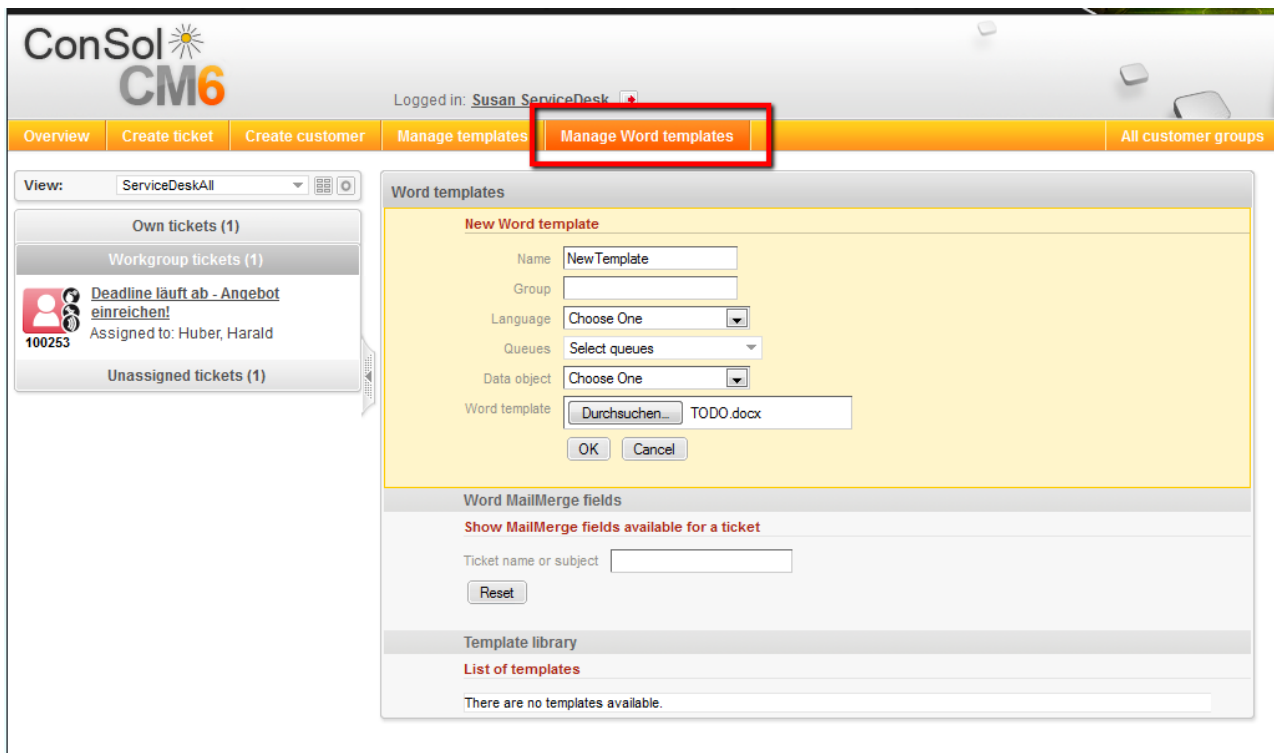 ConSol
CM6
Logged in: Susan ServiceDesk
Overview Create ticket Create customer Manage templates Manage Word templates All customer groups
View: ServiceDeskAll
Own tickets (1)
Workgroup tickets (1)
Deadline läuft ab - Angebot
einreichen!
Assigned to: Huber, Harald
100253
Unassigned tickets (1)
Word templates
New Word template
Name NewTemplate
Group
Language Choose One
Queues Select queues
Data object Choose One
Word template Durchsuchen... TODO.docx
OK Cancel
Word MailMerge fields
Show MailMerge fields available for a ticket
Ticket name or subject
Reset
Template library
List of templates
There are no templates available.